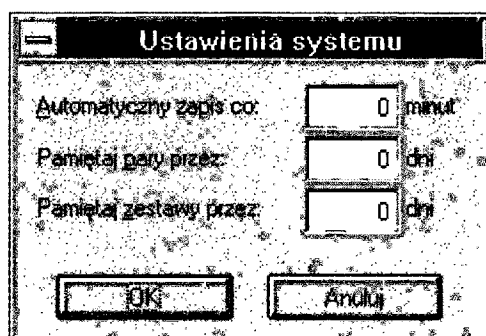 Ustawienia systemu
Automatyczny zapis co: 0 minut
Pamiętaj pary przez: 0 dni
Pamiętaj zestawy przez: 0 dni
OK Anuluj